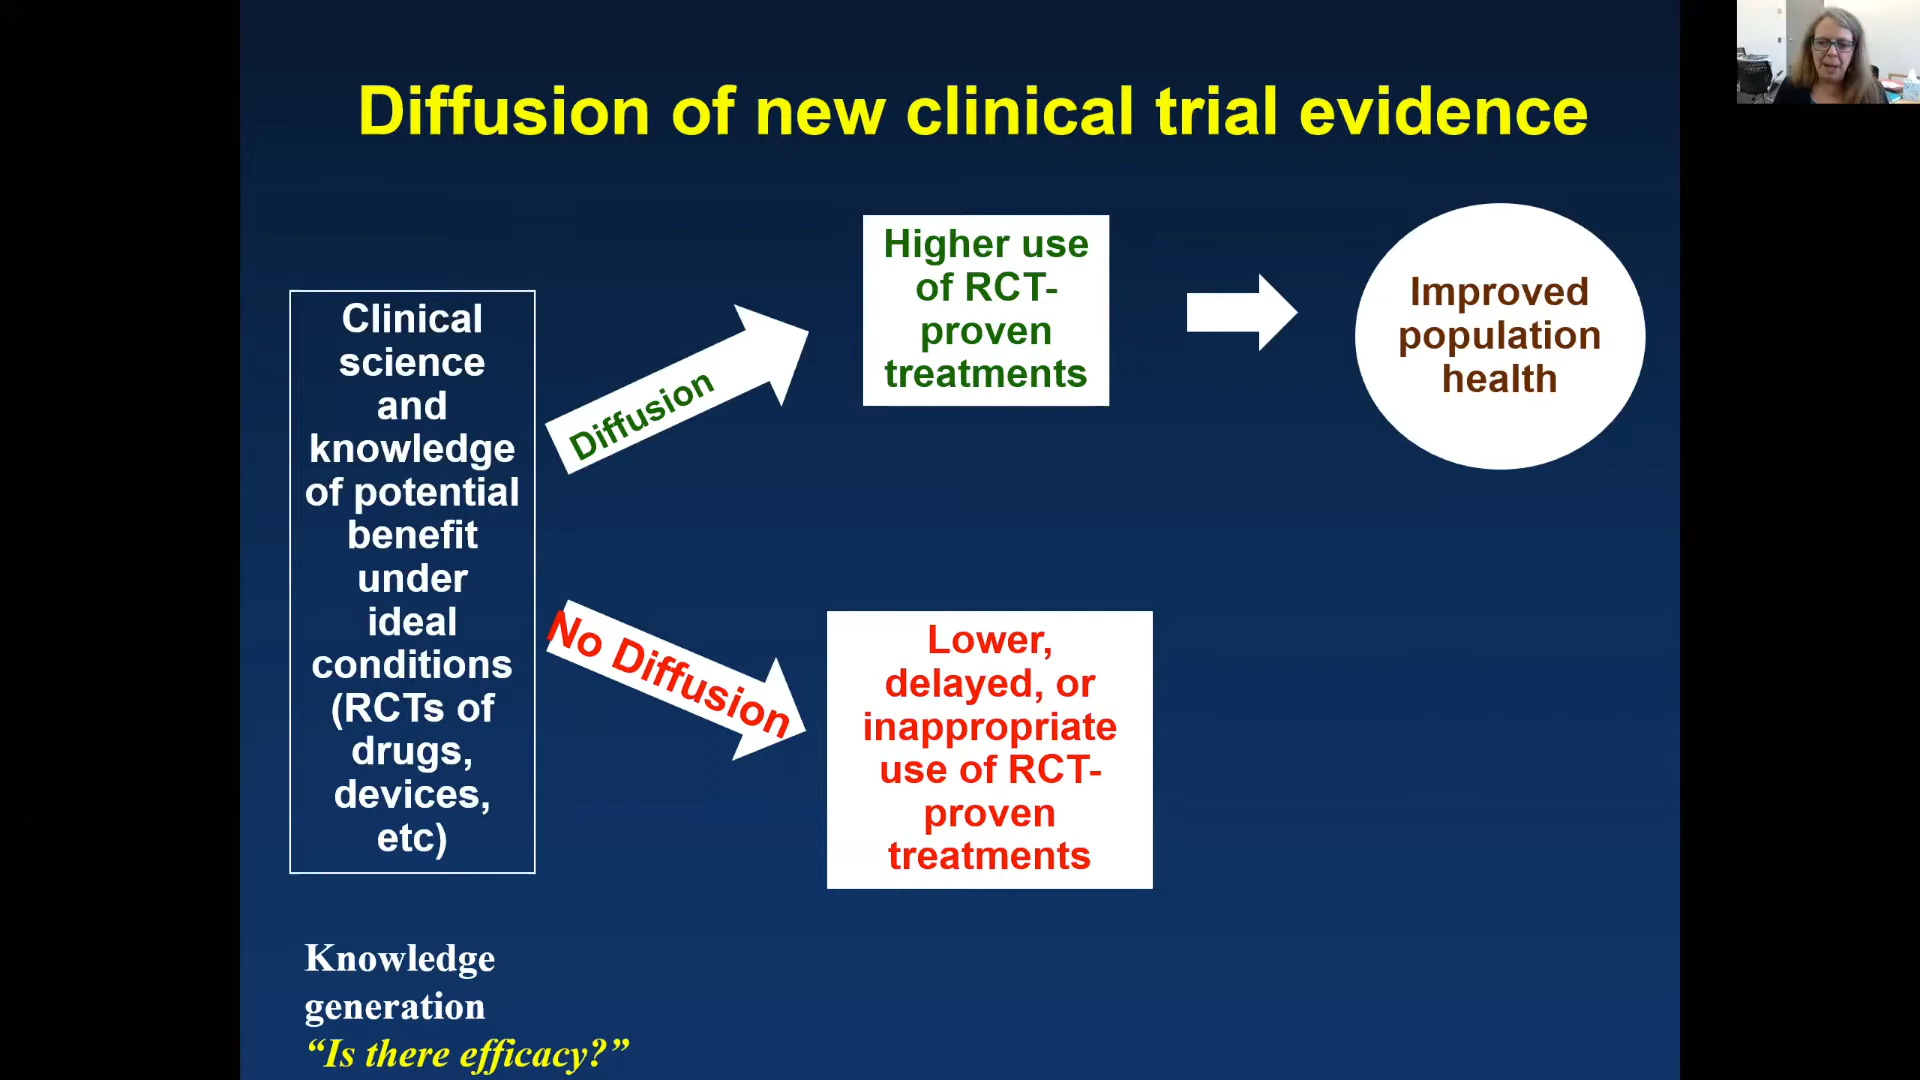 Diffusion of new clinical trial evidence
Clinical
science
and
knowledge
of potential
benefit
under
ideal
conditions
(RCTs of
drugs,
devices,
etc)
Diffusion
Higher use
of RCT-
proven
treatments
Improved
population
health
No Diffusion
Lower,
delayed, or
inappropriate
use of RCT-
proven
treatments
Knowledge
generation
“Is there efficacy?”